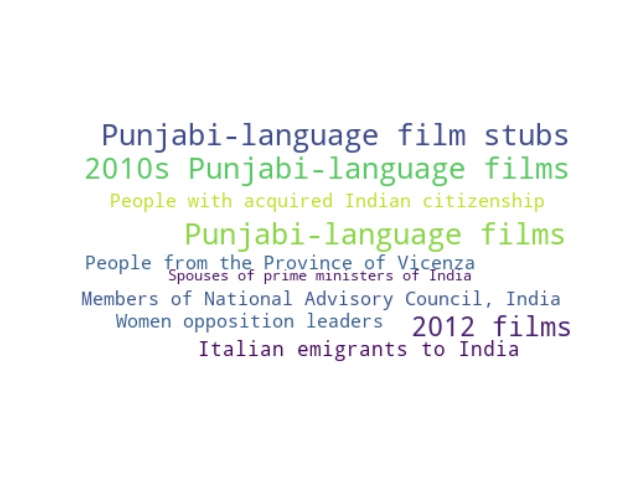 Punjabi-language film stubs
2010s Punjabi-language films
People with acquired Indian citizenship
Punjabi-language films
People from the Province of Vicenza
Spouses of prime ministers of India
Members of National Advisory Council, India
Women opposition leaders
2012 films
Italian emigrants to India